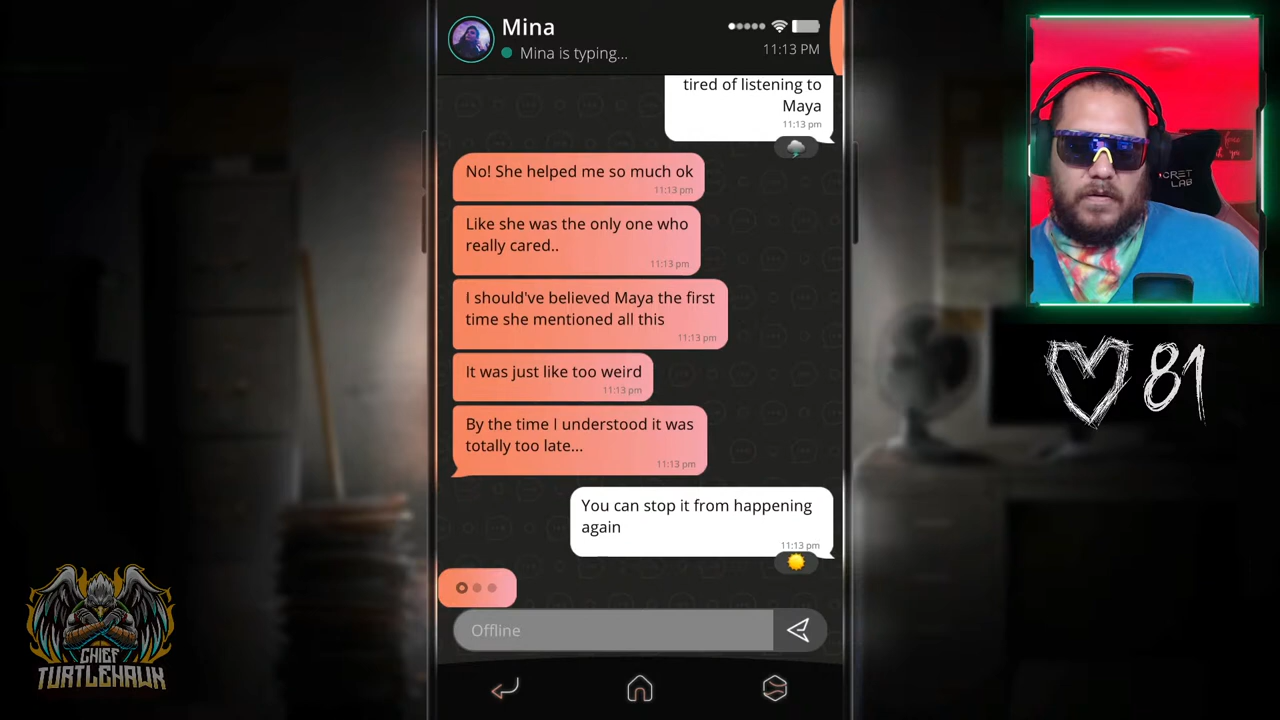 Mina
Mina is typing...
11:13 PM
tired of listening to
Maya
11:13 pm
No! She helped me so much ok
11:13 pm
Like she was the only one who
really cared..
11:13 pm
I should've believed Maya the first
time she mentioned all this
11:13 pm
It was just like too weird
11:13 pm
By the time I understood it was
totally too late...
11:13 pm
You can stop it from happening
again
11:13 pm
Offline
81
CRET
LAB
CHIEF
TURTLEHAWK